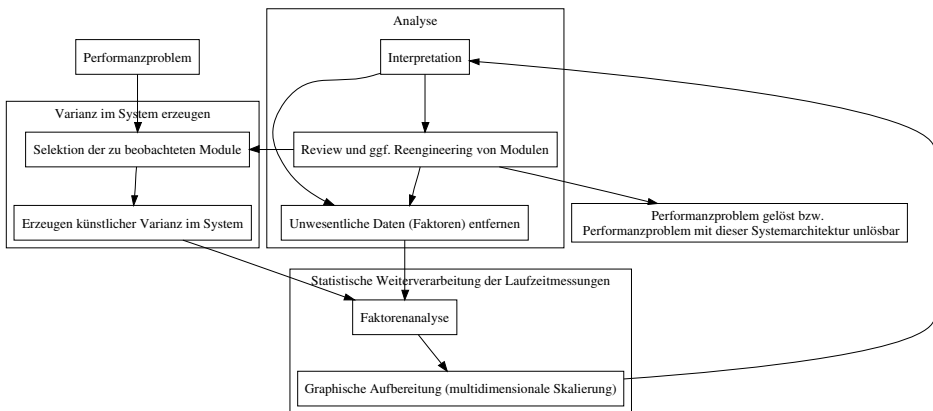 Analyse
Performanzproblem
Interpretation
Varianz im System erzeugen
Selektion der zu beobachteten Module
Review und ggf. Reengineering von Modulen
Erzeugen künstlicher Varianz im System
Unwesentliche Daten (Faktoren) entfernen
Performanzproblem gelöst bzw.
Performanzproblem mit dieser Systemarchitektur unlösbar
Statistische Weiterverarbeitung der Laufzeitmessungen
Faktorenanalyse
Graphische Aufbereitung (multidimensionale Skalierung)